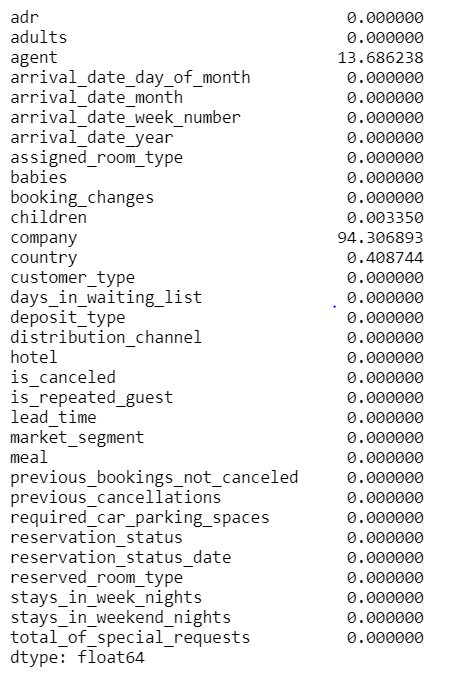 adr 0.000000
adults 0.000000
agent 13.686238
arrival_date_day_of_month 0.000000
arrival_date_month 0.000000
arrival_date_week_number 0.000000
arrival_date_year 0.000000
assigned_room_type 0.000000
babies 0.000000
booking_changes 0.000000
children 0.003350
company 94.306893
country 0.408744
customer_type 0.000000
days_in_waiting_list 0.000000
deposit_type 0.000000
distribution_channel 0.000000
hotel 0.000000
is_canceled 0.000000
is_repeated_guest 0.000000
lead_time 0.000000
market_segment 0.000000
meal 0.000000
previous_bookings_not_canceled 0.000000
previous_cancellations 0.000000
required_car_parking_spaces 0.000000
reservation_status 0.000000
reservation_status_date 0.000000
reserved_room_type 0.000000
stays_in_week_nights 0.000000
stays_in_weekend_nights 0.000000
total_of_special_requests 0.000000
dtype: float64